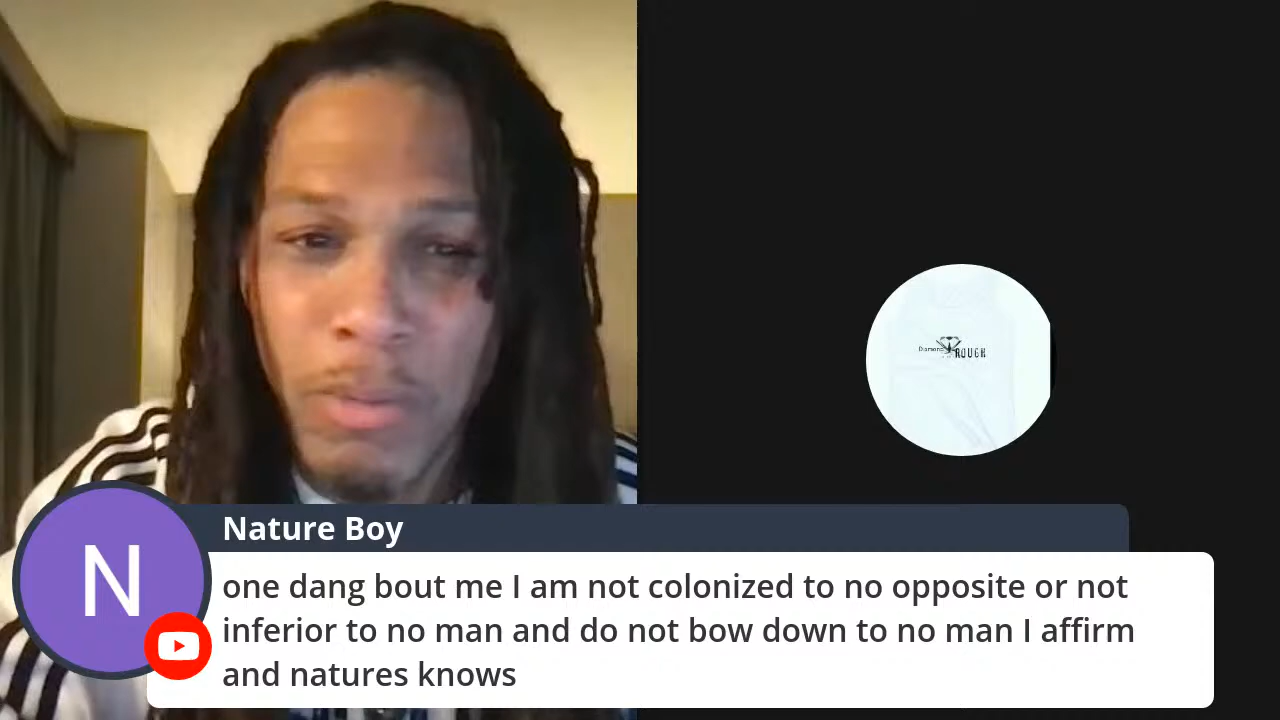 Diamond
ROUGH
N
Nature Boy
one dang bout me I am not colonized to no opposite or not
inferior to no man and do not bow down to no man I affirm
and natures knows